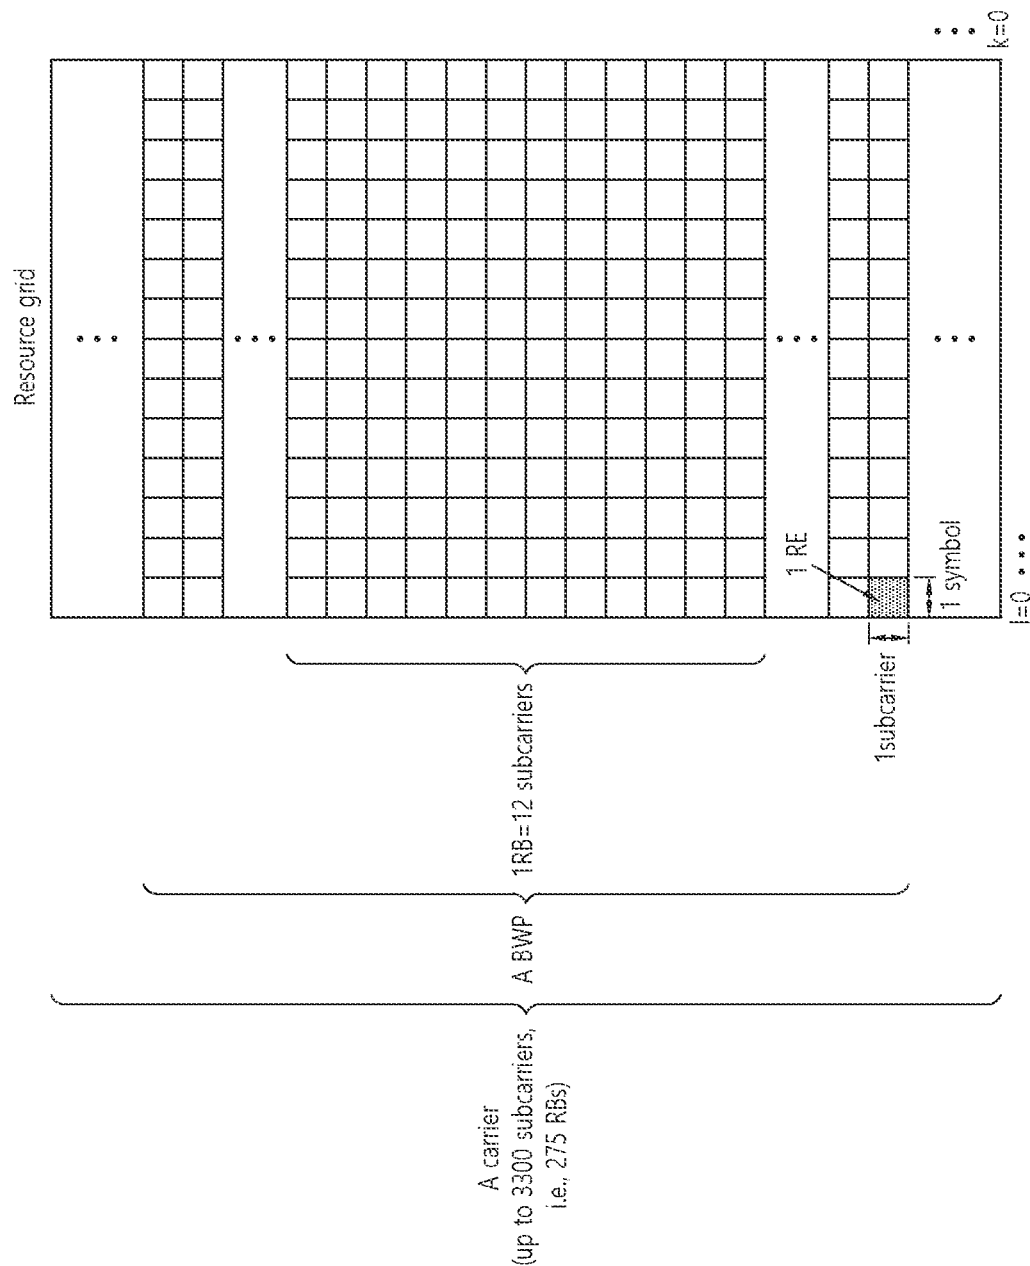 Resource grid
A carrier
(up to 3300 subcarriers,
i.e., 275 RBs)
A BWP
1RB=12 subcarriers
1 RE
1subcarrier
1 symbol
l=0
k=0